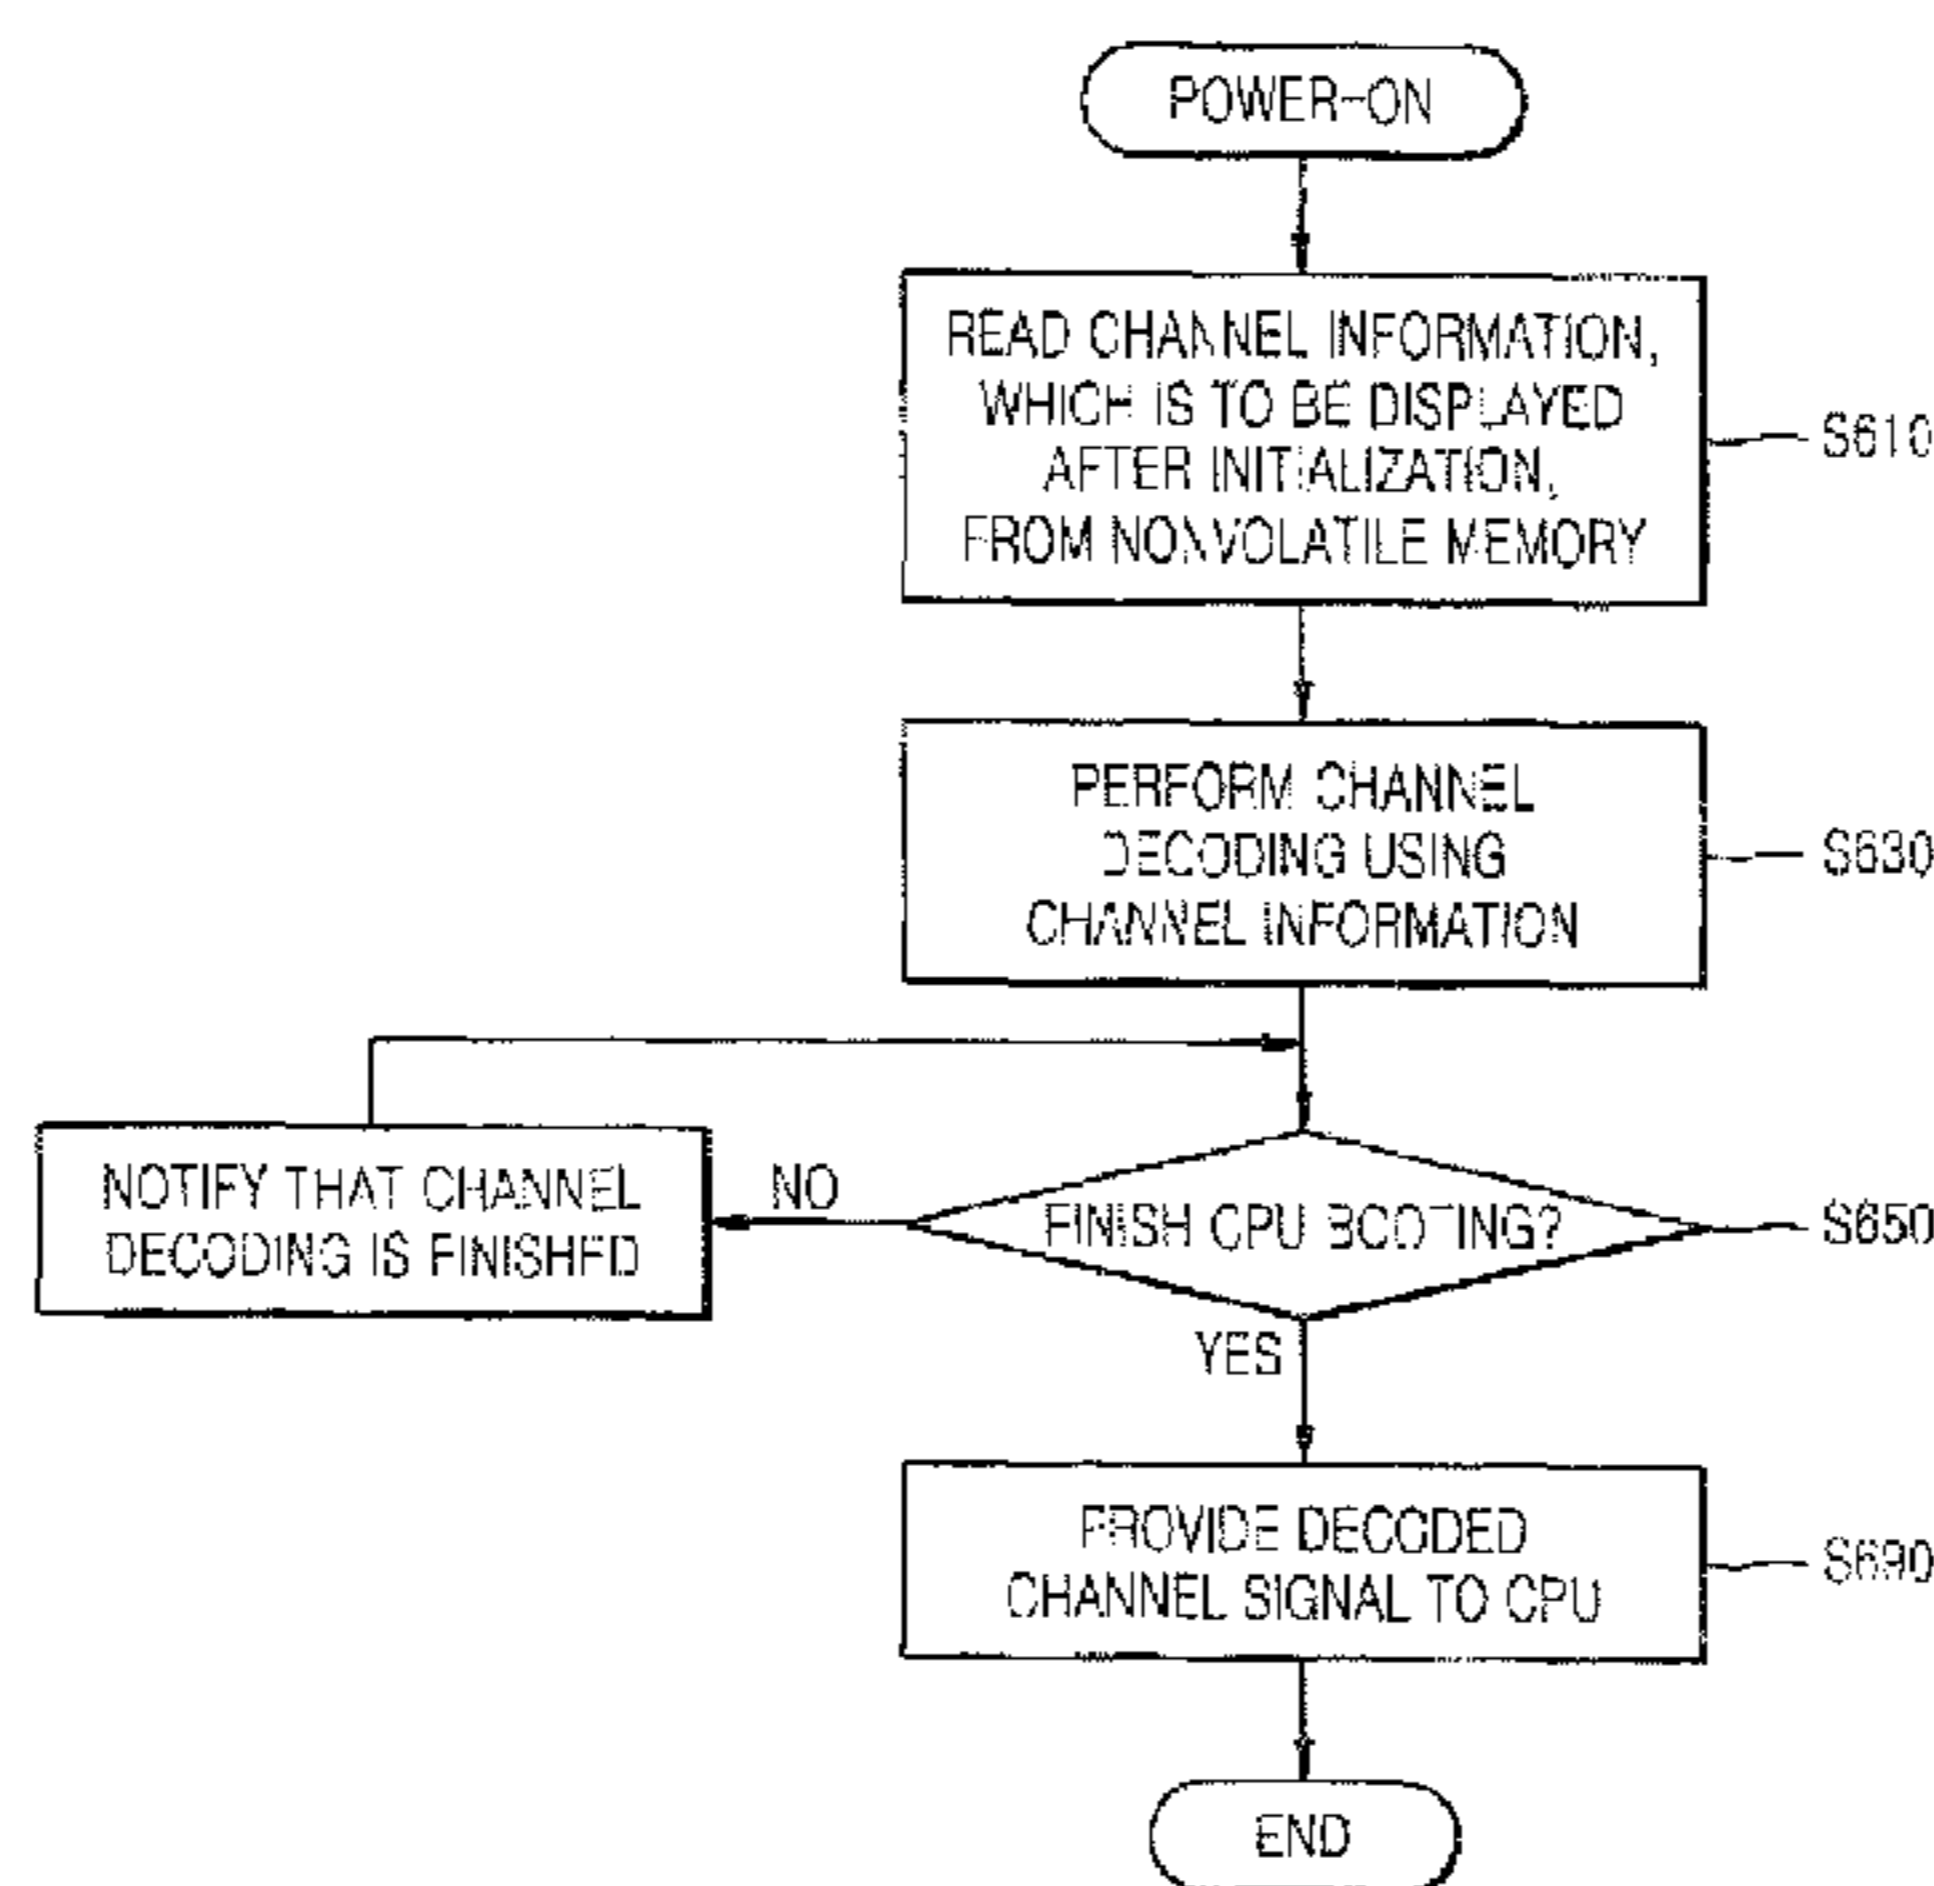 POWER-ON
READ CHANNEL INFORMATION,
WHICH IS TO BE DISPLAYED
AFTER INITIALIZATION,
FROM NONVOLATILE MEMORY
S610
PERFORM CHANNEL
DECODING USING
CHANNEL INFORMATION
S630
NOTIFY THAT CHANNEL
DECODING IS FINISHED
NO
FINISH CPU BOOTING?
S650
YES
PROVIDE DECODED
CHANNEL SIGNAL TO CPU
S690
END